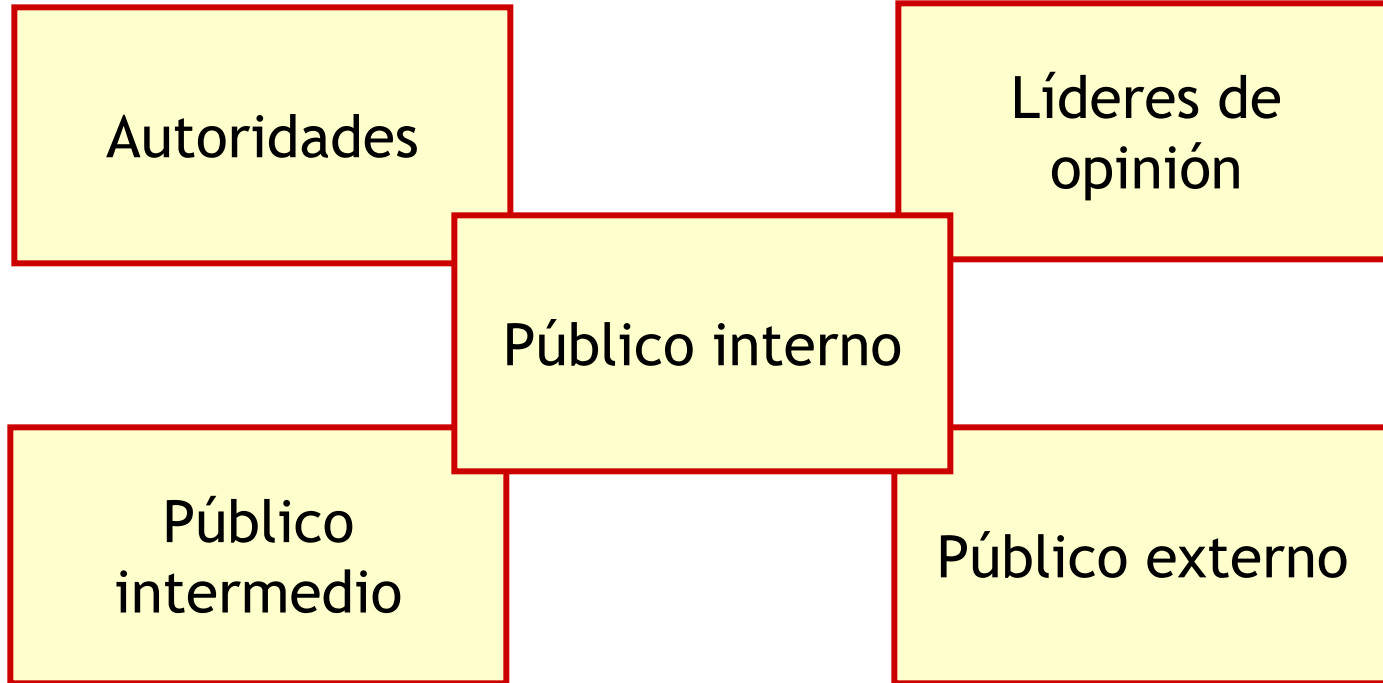 Autoridades
Líderes de
opinión
Público interno
Público
intermedio
Público externo